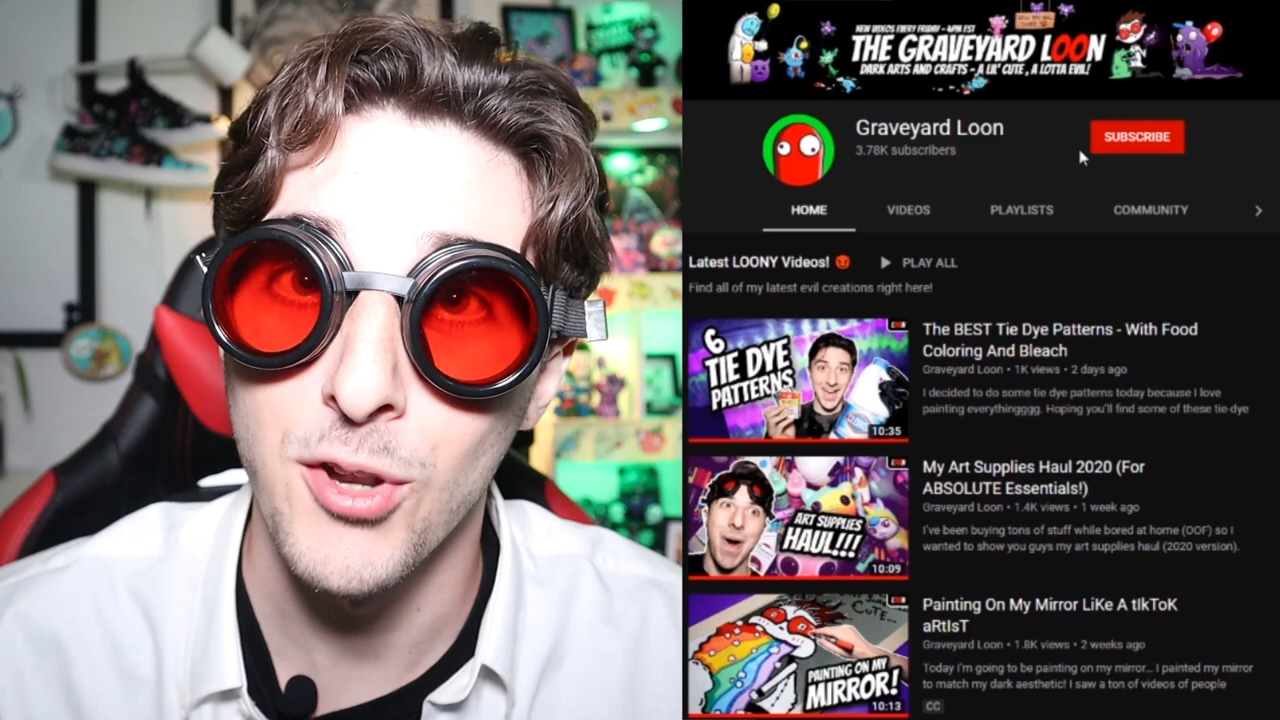 NEW VIDEOS EVERY FRIDAY - 4PM EST
THE GRAVEYARD LOON
DARK ARTS AND CRAFTS - A LIL' CUTE, A LOTTA EVIL!
Graveyard Loon
3.78K subscribers
SUBSCRIBE
HOME
VIDEOS
PLAYLISTS
COMMUNITY
Latest LOONY Videos! 😈
PLAY ALL
Find all of my latest evil creations right here!
6
TIE DYE
PATTERNS
10:35
The BEST Tie Dye Patterns - With Food
Coloring And Bleach
Graveyard Loon • 1K views • 2 days ago
I decided to do some tie dye patterns today because I love
painting everythingggg. Hoping you'll find some of these tie-dye
ART SUPPLIES
HAUL!!!
10:09
My Art Supplies Haul 2020 (For
ABSOLUTE Essentials!)
Graveyard Loon • 1.4K views • 1 week ago
I've been buying tons of stuff while bored at home (OOF) so I
wanted to show you guys my art supplies haul (2020 version).
CUTE...
PAINTING ON MY
MIRROR!
10:13
Painting On My Mirror LiKe A tIkToK
aRtIsT
Graveyard Loon • 1.8K views • 2 weeks ago
Today I'm going to be painting on my mirror... I painted my mirror
to match my dark aesthetic! I saw a ton of videos of people
CC